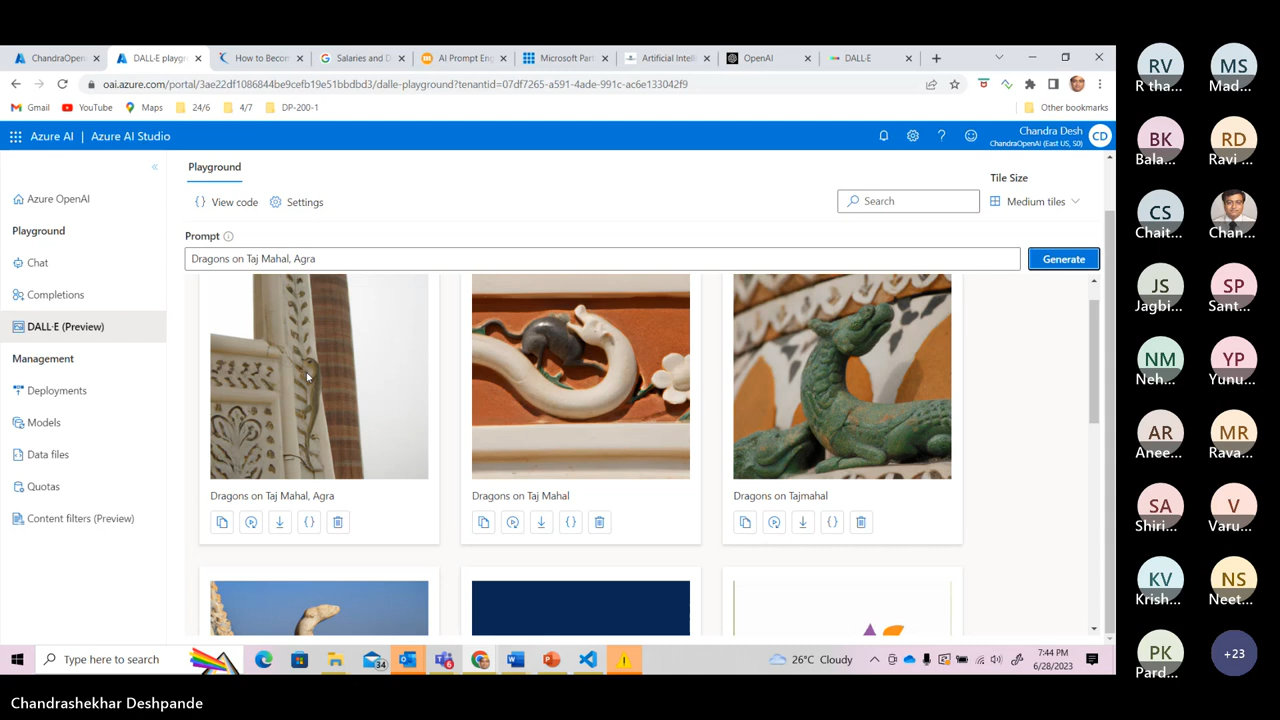 ChandraOpen
DALL·E playgr
How to Becon
Salaries and D
AI Prompt Eng
Microsoft Part
Artificial Intelli
OpenAI
DALL·E
oai.azure.com/portal/3ae22df1086844be9cefb19e51bbdbd3/dalle-playground?tenantid=07df7265-a591-4ade-991c-ac6e133042f9
Gmail
YouTube
Maps
24/6
4/7
DP-200-1
Other bookmarks
Azure AI | Azure AI Studio
Chandra Desh
ChandraOpenAI (East US, S0)
CD
Azure OpenAI
Playground
Chat
Completions
DALL·E (Preview)
Management
Deployments
Models
Data files
Quotas
Content filters (Preview)
Playground
View code
Settings
Search
Tile Size
Medium tiles
Prompt
Dragons on Taj Mahal, Agra
Generate
Dragons on Taj Mahal, Agra
Dragons on Taj Mahal
Dragons on Tajmahal
Type here to search
34
6
26°C Cloudy
7:44 PM
6/28/2023
RV
R tha...
MS
Mad...
BK
Bala...
RD
Ravi ...
CS
Chait...
Chan...
JS
Jagbi...
SP
Sant...
NM
Neh...
YP
Yunu...
AR
Anee...
MR
Rava...
SA
Shiri...
V
Varu...
KV
Krish...
NS
Neet...
PK
Pard...
+23
Chandrashekhar Deshpande